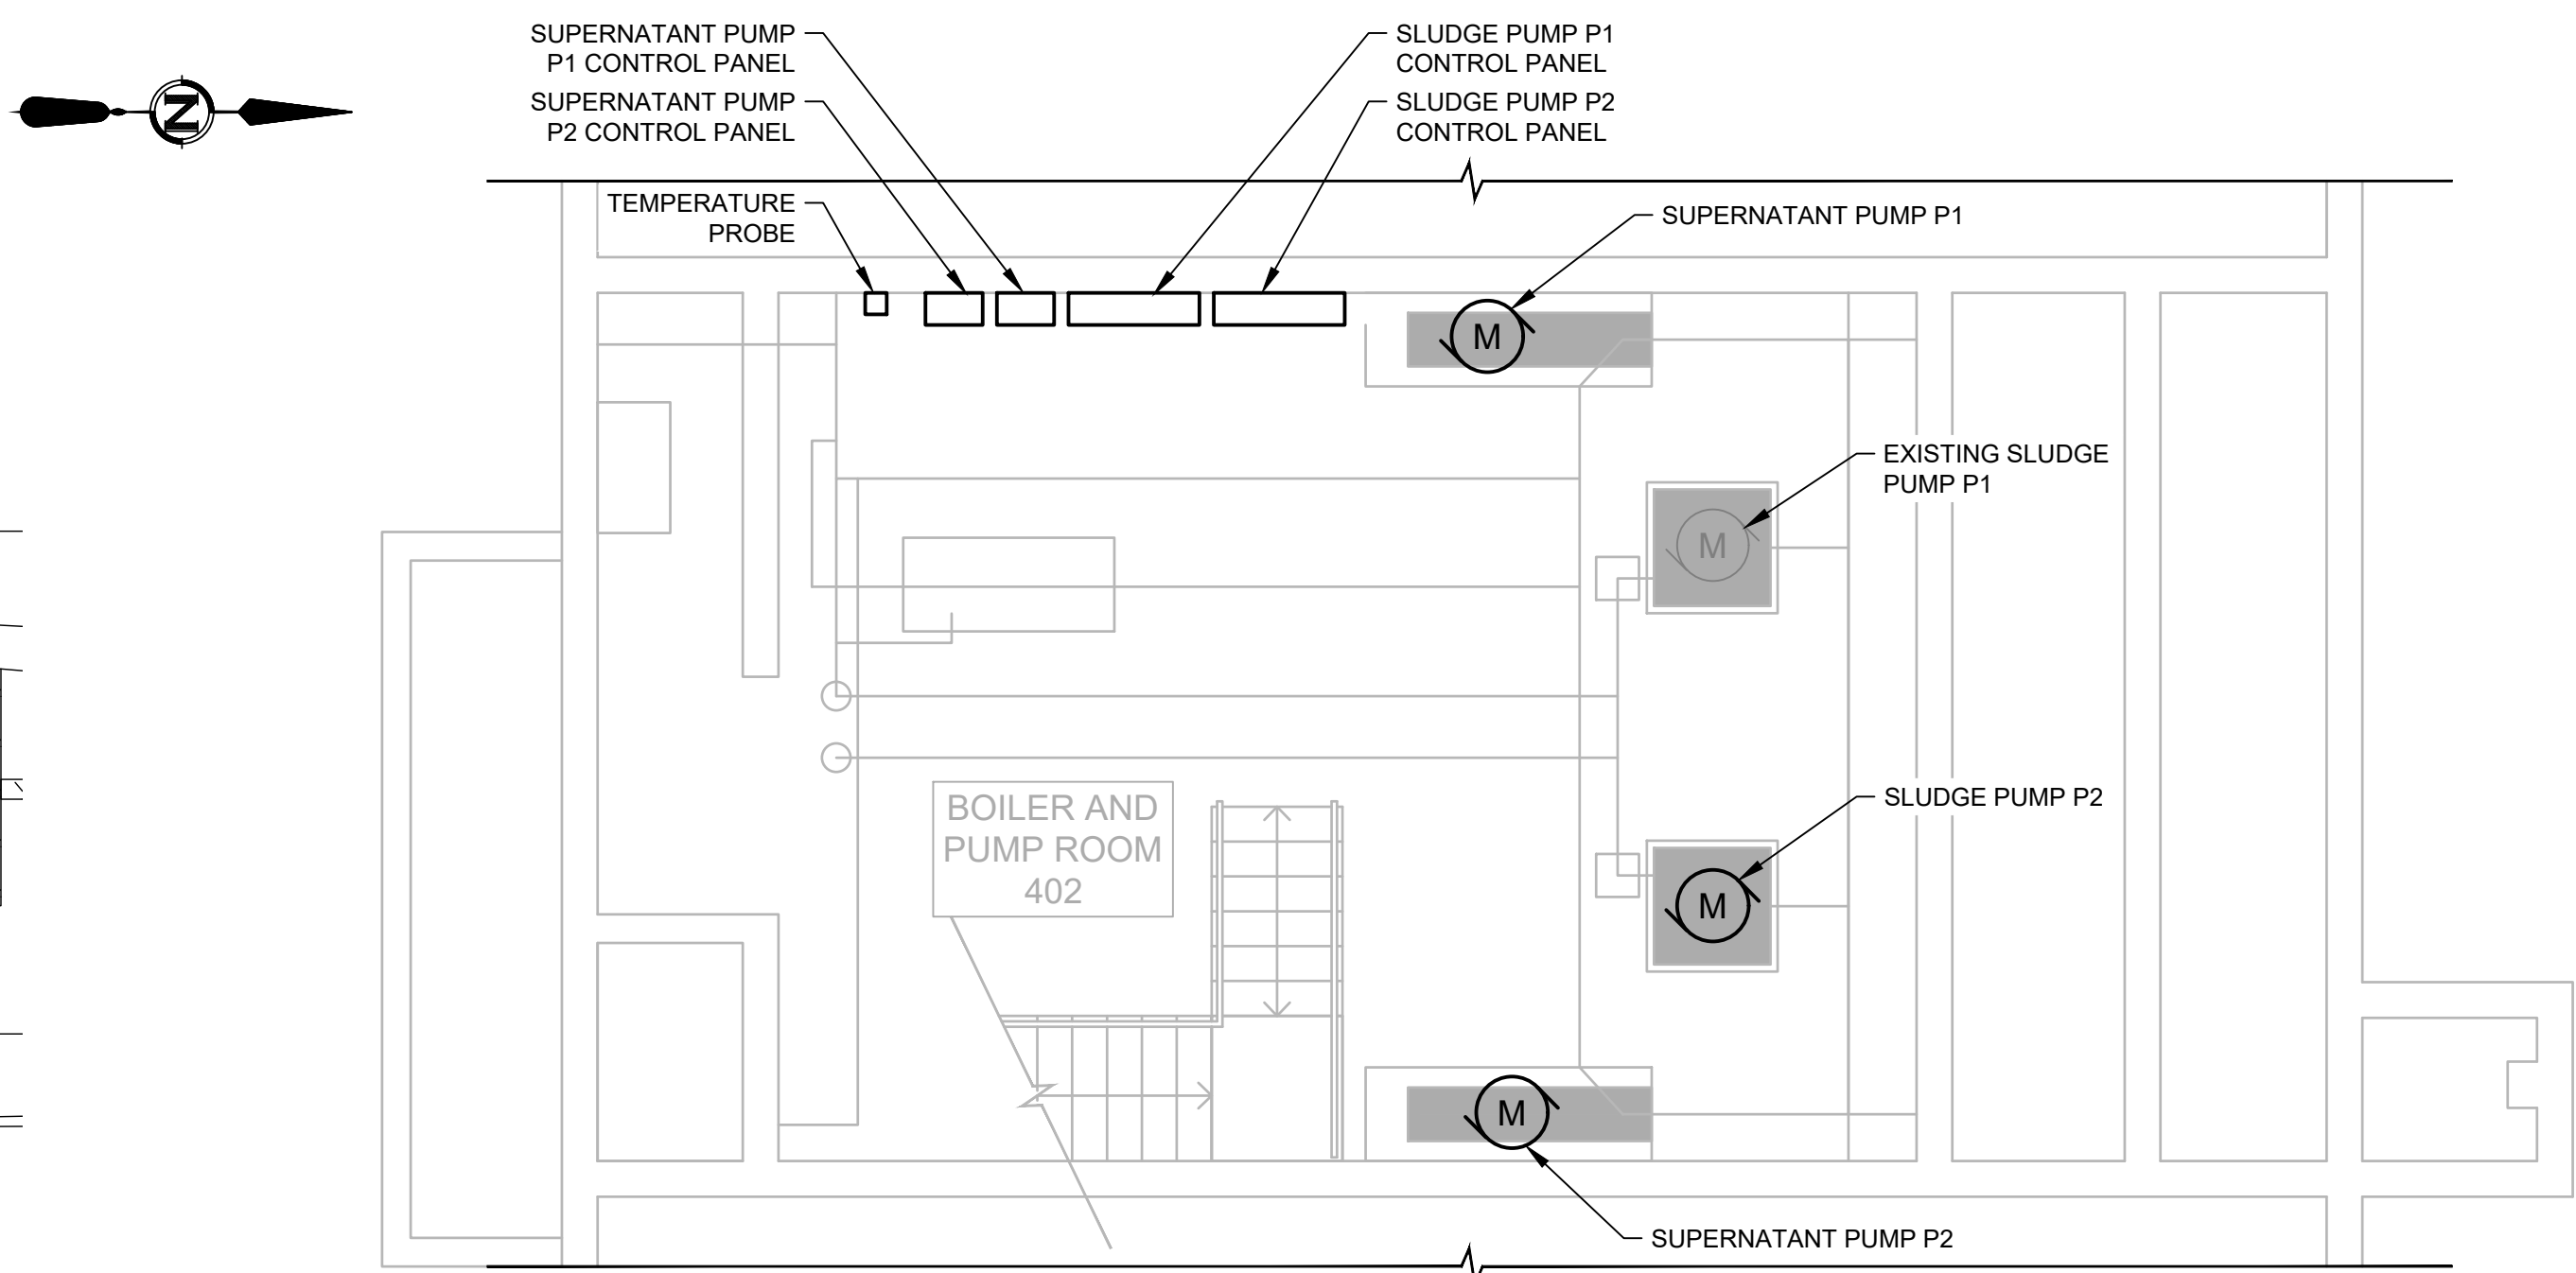 SUPERNATANT PUMP
P1 CONTROL PANEL
SUPERNATANT PUMP
P2 CONTROL PANEL
SLUDGE PUMP P1
CONTROL PANEL
SLUDGE PUMP P2
CONTROL PANEL
N
TEMPERATURE
PROBE
SUPERNATANT PUMP P1
M
EXISTING SLUDGE
PUMP P1
M
BOILER AND
PUMP ROOM
402
SLUDGE PUMP P2
M
M
SUPERNATANT PUMP P2